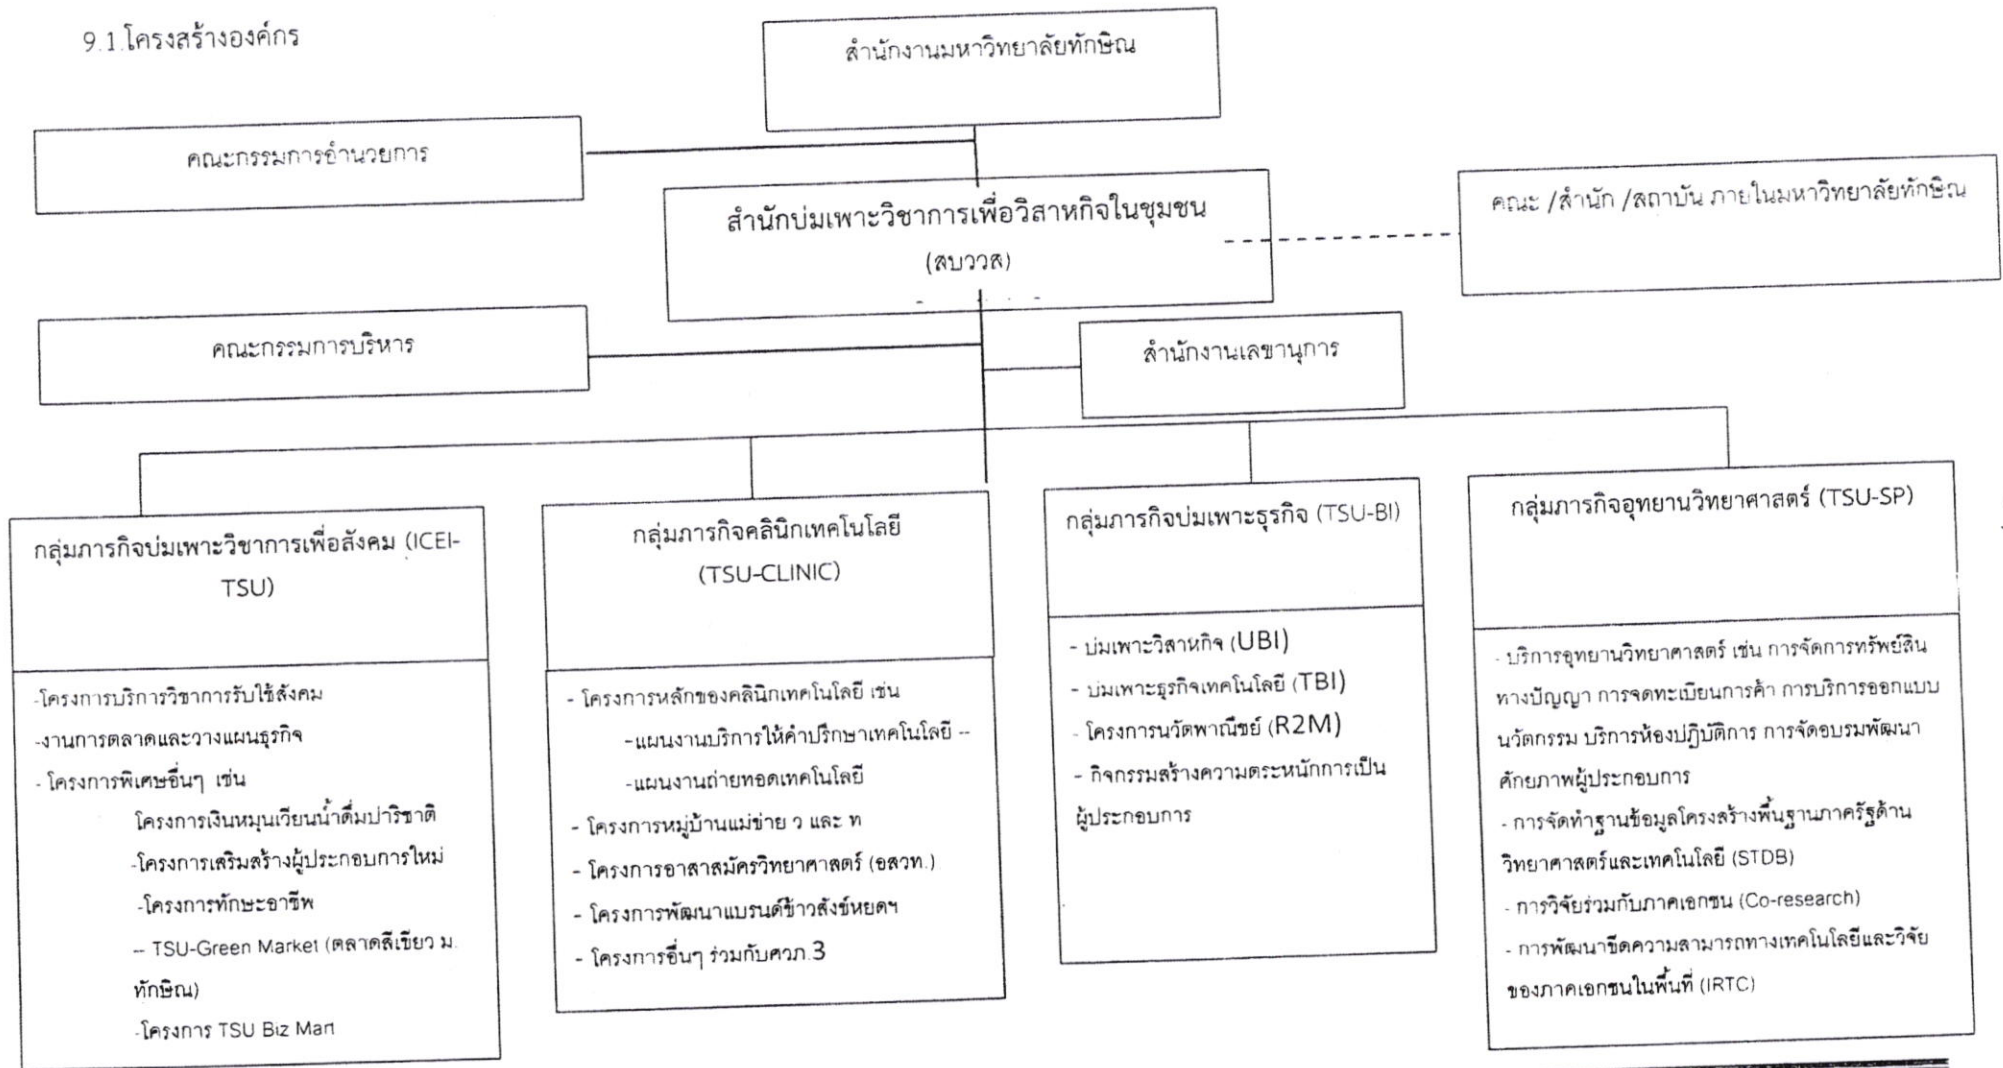 9.1.โครงสร้างองค์กร
สำนักงานมหาวิทยาลัยทักษิณ
คณะกรรมการอำนวยการ
สำนักบ่มเพาะวิชาการเพื่อวิสาหกิจในชุมชน
(สบววส)
คณะ /สำนัก /สถาบัน ภายในมหาวิทยาลัยทักษิณ
คณะกรรมการบริหาร
สำนักงานเลขานุการ
กลุ่มภารกิจบ่มเพาะวิชาการเพื่อสังคม (ICEI-
TSU)
-โครงการบริการวิชาการรับใช้สังคม
-งานการตลาดและวางแผนธุรกิจ
- โครงการพิเศษอื่นๆ เช่น
โครงการเงินหมุนเวียนน้ำดื่มปาริชาติ
-โครงการเสริมสร้างผู้ประกอบการใหม่
-โครงการทักษะอาชีพ
-- TSU-Green Market (ตลาดสีเขียว ม.
ทักษิณ)
-โครงการ TSU Biz Mart
กลุ่มภารกิจคลินิกเทคโนโลยี
(TSU-CLINIC)
- โครงการหลักของคลินิกเทคโนโลยี เช่น
-แผนงานบริการให้คำปรึกษาเทคโนโลยี --
-แผนงานถ่ายทอดเทคโนโลยี
- โครงการหมู่บ้านแม่ข่าย ว และ ท
- โครงการอาสาสมัครวิทยาศาสตร์ (อสวท.)
- โครงการพัฒนาแบรนด์ข้าวสังข์หยดฯ
- โครงการอื่นๆ ร่วมกับศวภ.3
กลุ่มภารกิจบ่มเพาะธุรกิจ (TSU-BI)
- บ่มเพาะวิสาหกิจ (UBI)
- บ่มเพาะธุรกิจเทคโนโลยี (TBI)
- โครงการนวัตพาณิชย์ (R2M)
- กิจกรรมสร้างความตระหนักการเป็น
ผู้ประกอบการ
กลุ่มภารกิจอุทยานวิทยาศาสตร์ (TSU-SP)
- บริการอุทยานวิทยาศาสตร์ เช่น การจัดการทรัพย์สิน
ทางปัญญา การจดทะเบียนการค้า การบริการออกแบบ
นวัตกรรม บริการห้องปฏิบัติการ การจัดอบรมพัฒนา
ศักยภาพผู้ประกอบการ
- การจัดทำฐานข้อมูลโครงสร้างพื้นฐานภาครัฐด้าน
วิทยาศาสตร์และเทคโนโลยี (STDB)
- การวิจัยร่วมกับภาคเอกชน (Co-research)
- การพัฒนาขีดความสามารถทางเทคโนโลยีและวิจัย
ของภาคเอกชนในพื้นที่ (IRTC)